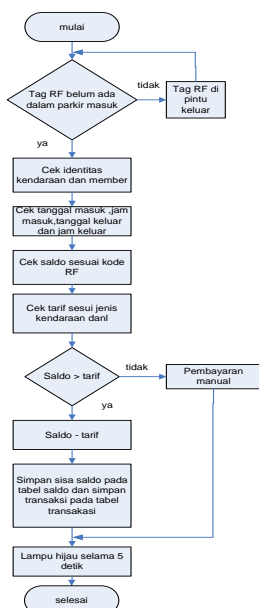 mulai
Tag RF belum ada
dalam parkir masuk
tidak
Tag RF di
pintu
keluar
ya
Cek identitas
kendaraan dan member
Cek tanggal masuk ,jam
masuk,tanggal keluar
dan jam keluar
Cek saldo sesuai kode
RF
Cek tarif sesui jenis
kendaraan danl
Saldo > tarif
tidak
Pembayaran
manual
ya
Saldo - tarif
Simpan sisa saldo pada
tabel saldo dan simpan
transaksi pada tabel
transakasi
Lampu hijau selama 5
detik
selesai